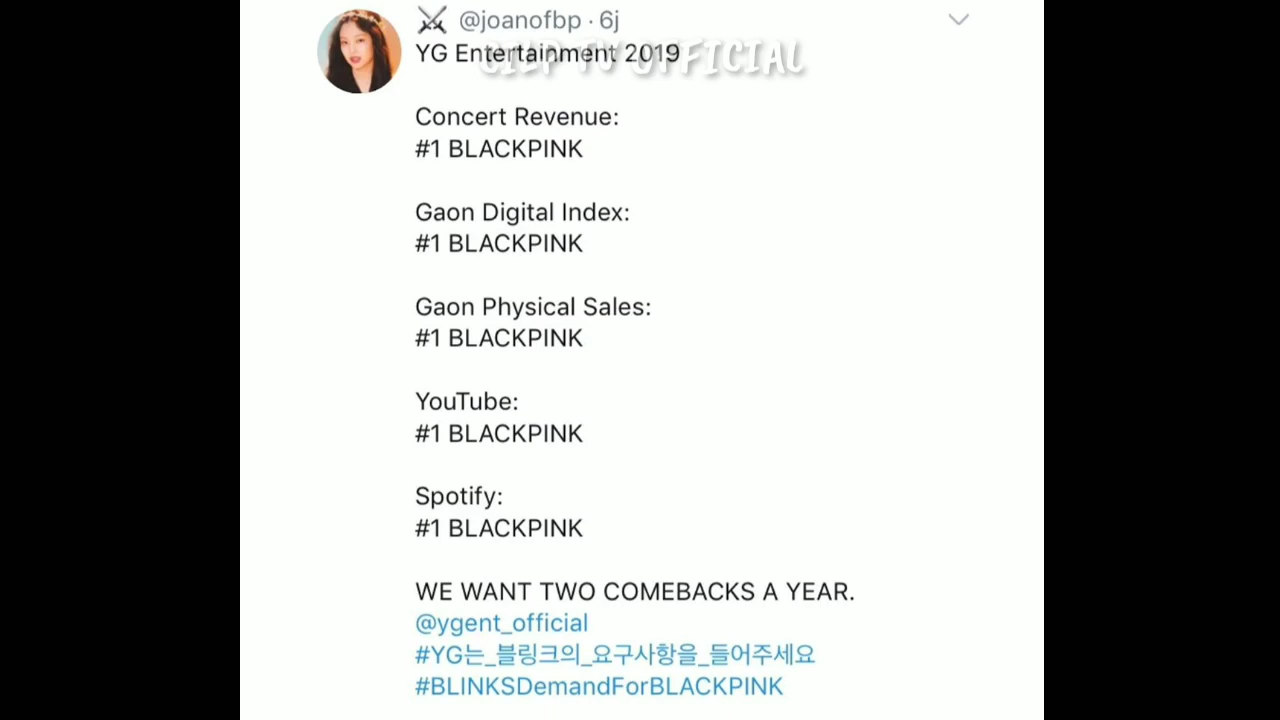 @joanofbp · 6j
YG Entertainment 2019
TV OFFICIAL
Concert Revenue:
#1 BLACKPINK
Gaon Digital Index:
#1 BLACKPINK
Gaon Physical Sales:
#1 BLACKPINK
YouTube:
#1 BLACKPINK
Spotify:
#1 BLACKPINK
WE WANT TWO COMEBACKS A YEAR.
@ygent_official
#YG는_블링크의_요구사항을_들어주세요
#BLINKSDemandForBLACKPINK